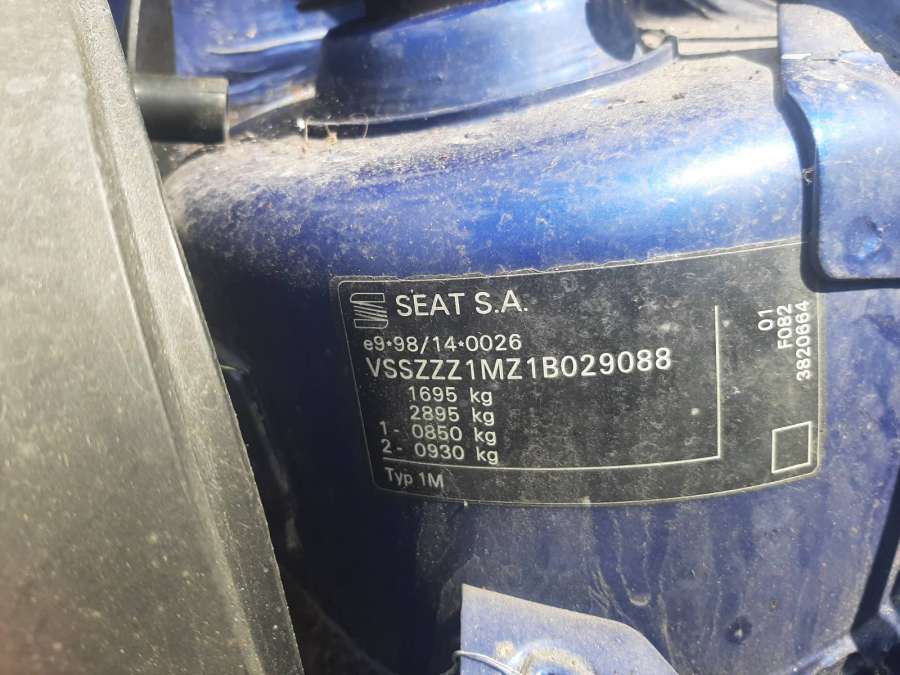 SEAT S.A.
e9•98/14•0026
VSSZZZ1MZ1B029088
1695 kg
2895 kg
1- 0850 kg
2- 0930 kg
Typ 1M
01
F082
3820664